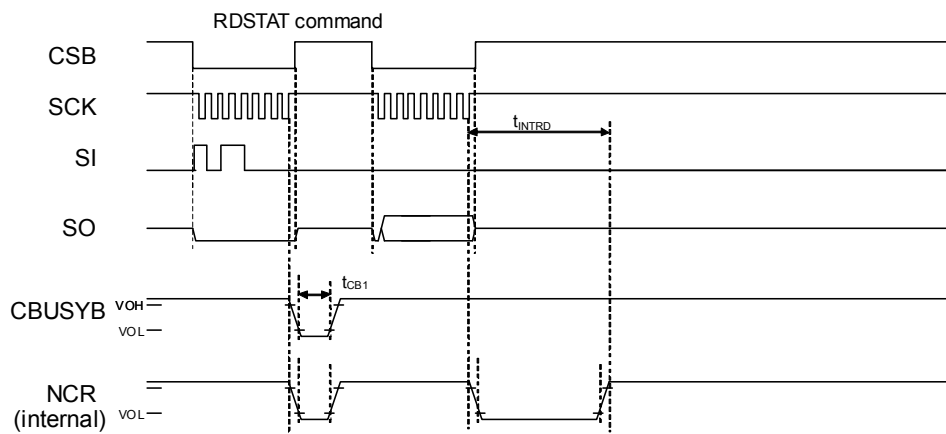 RDSTAT command
CSB
SCK
t_INTRD
SI
SO
t_CB1
CBUSYB
VOH
VOL
NCR
(internal)
VOL